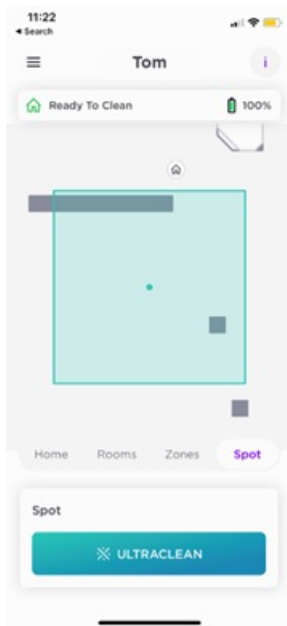 11:22
◂ Search
Tom
i
Ready To Clean 100%
Home Rooms Zones Spot
Spot
ULTRACLEAN